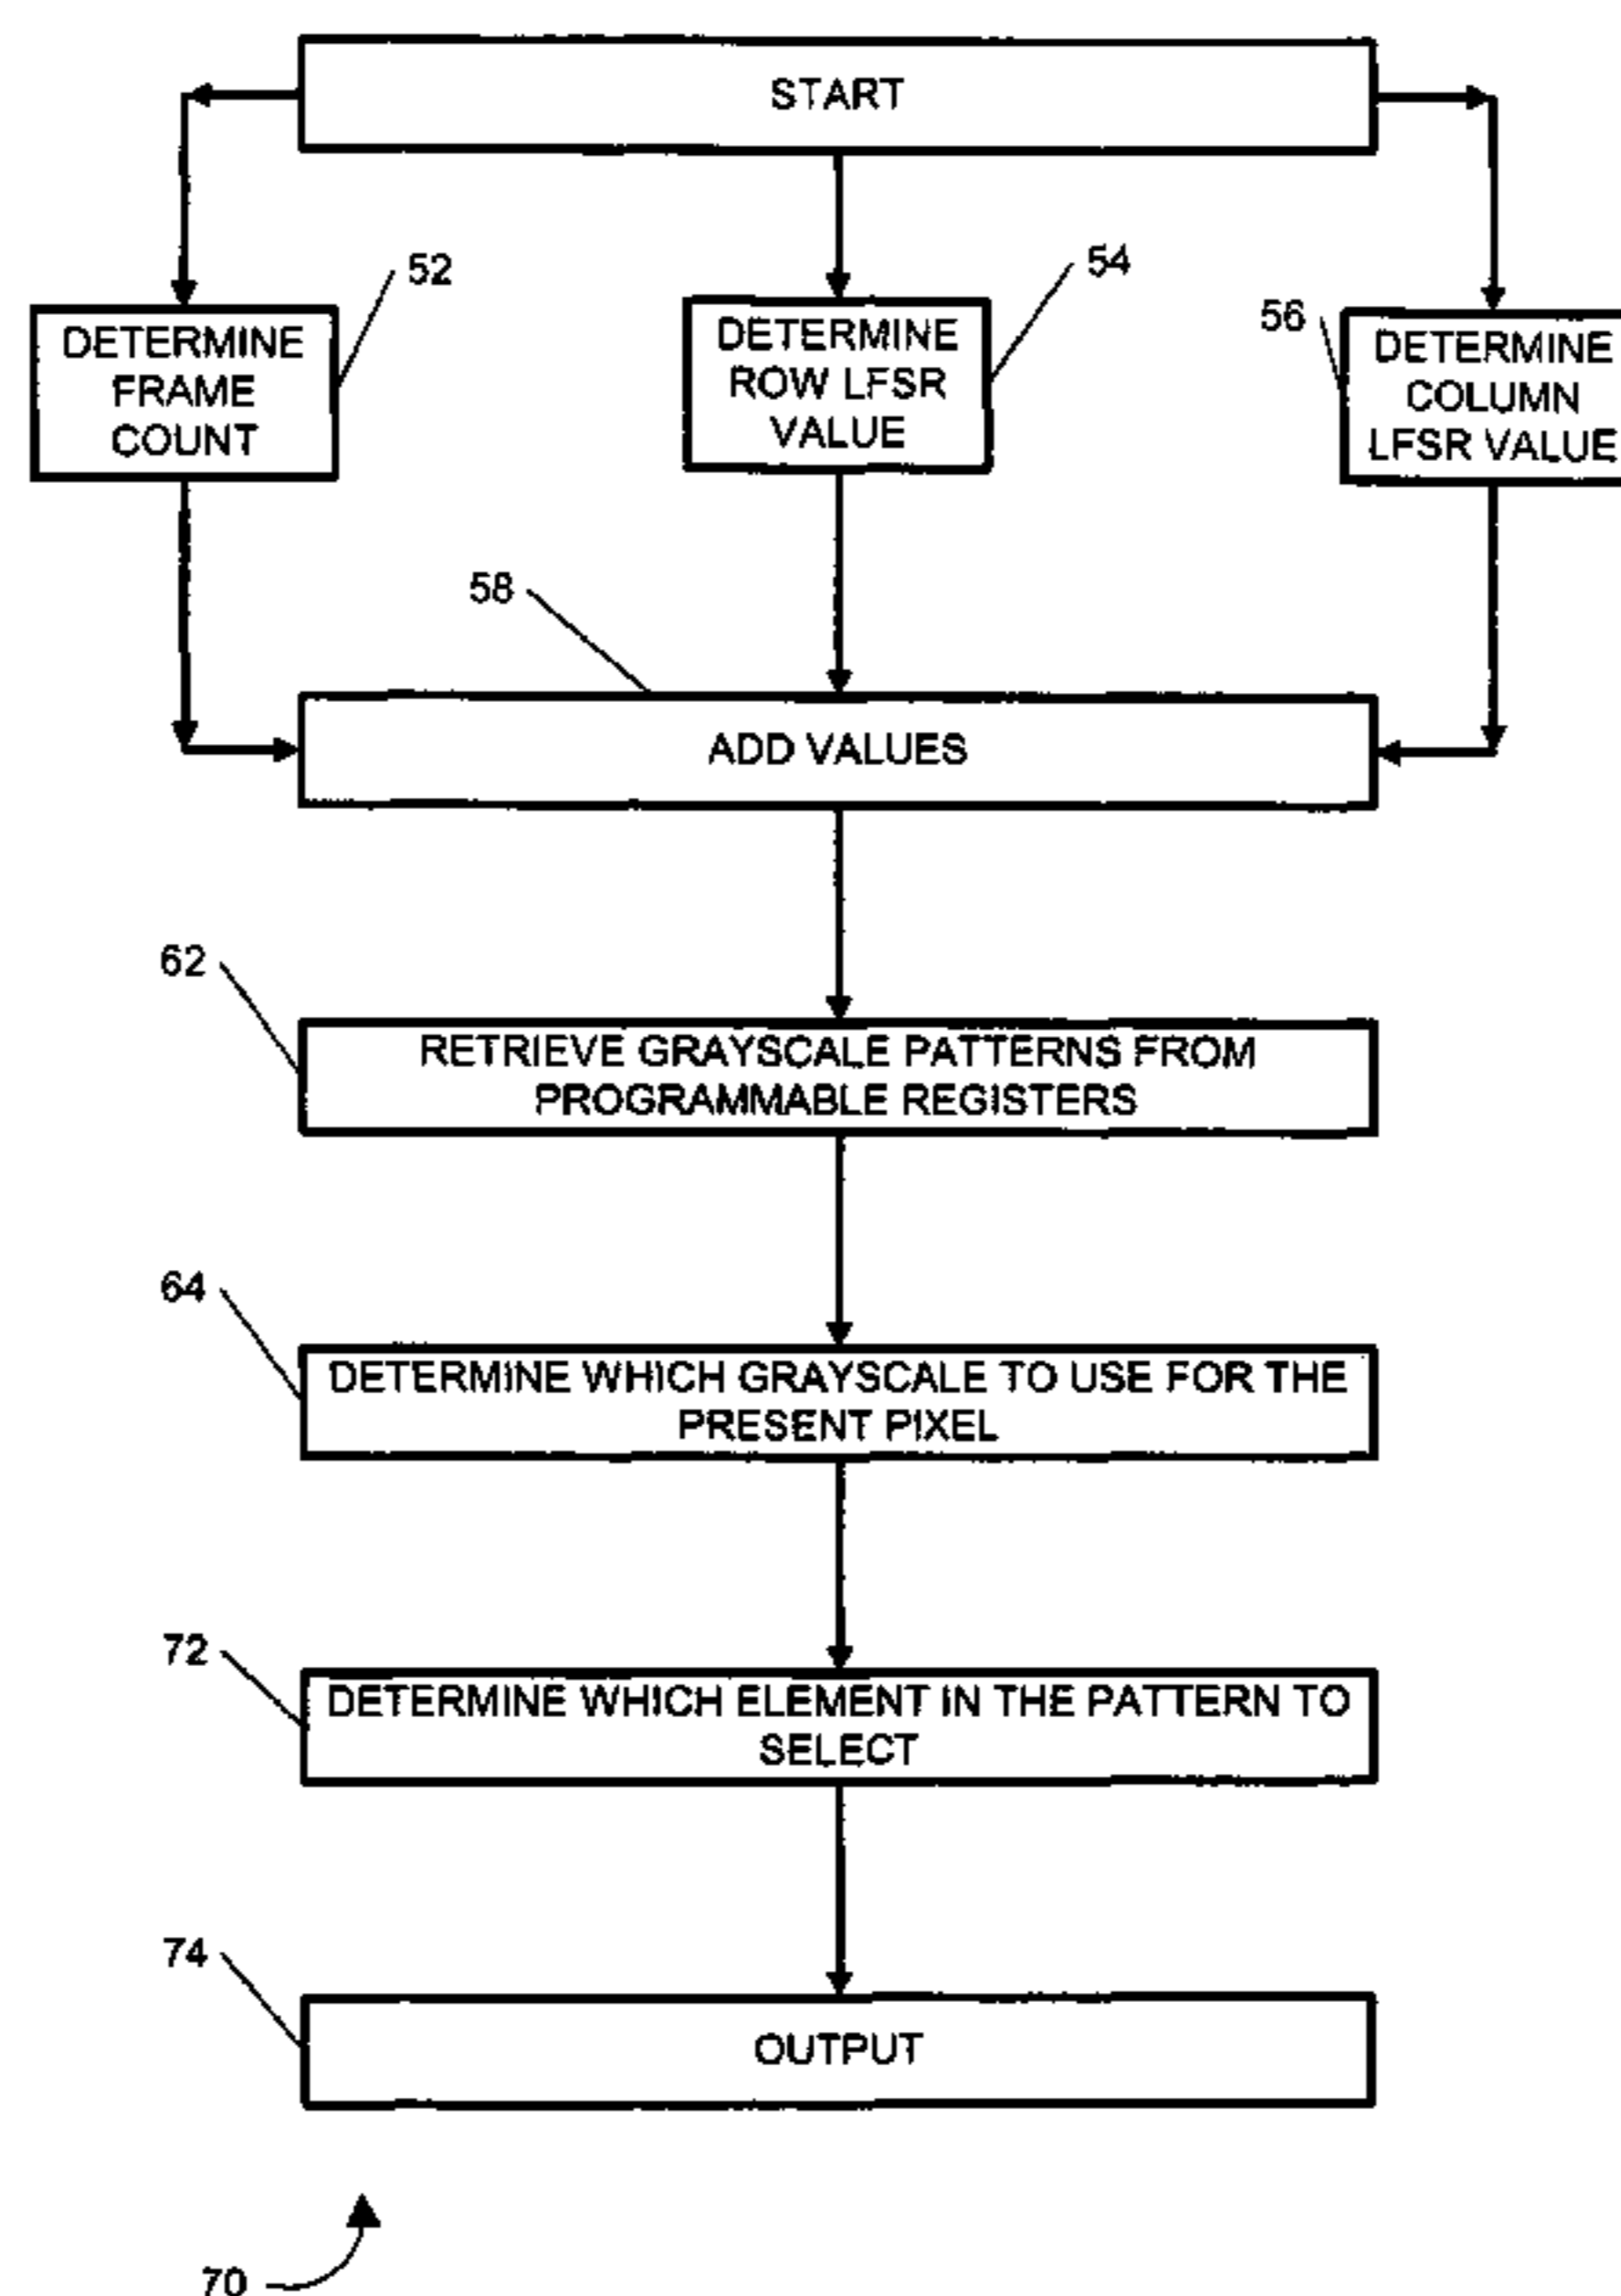 START
52
54
56
DETERMINE
FRAME
COUNT
DETERMINE
ROW LFSR
VALUE
DETERMINE
COLUMN
LFSR VALUE
58
ADD VALUES
62
RETRIEVE GRAYSCALE PATTERNS FROM
PROGRAMMABLE REGISTERS
64
DETERMINE WHICH GRAYSCALE TO USE FOR THE
PRESENT PIXEL
72
DETERMINE WHICH ELEMENT IN THE PATTERN TO
SELECT
74
OUTPUT
70